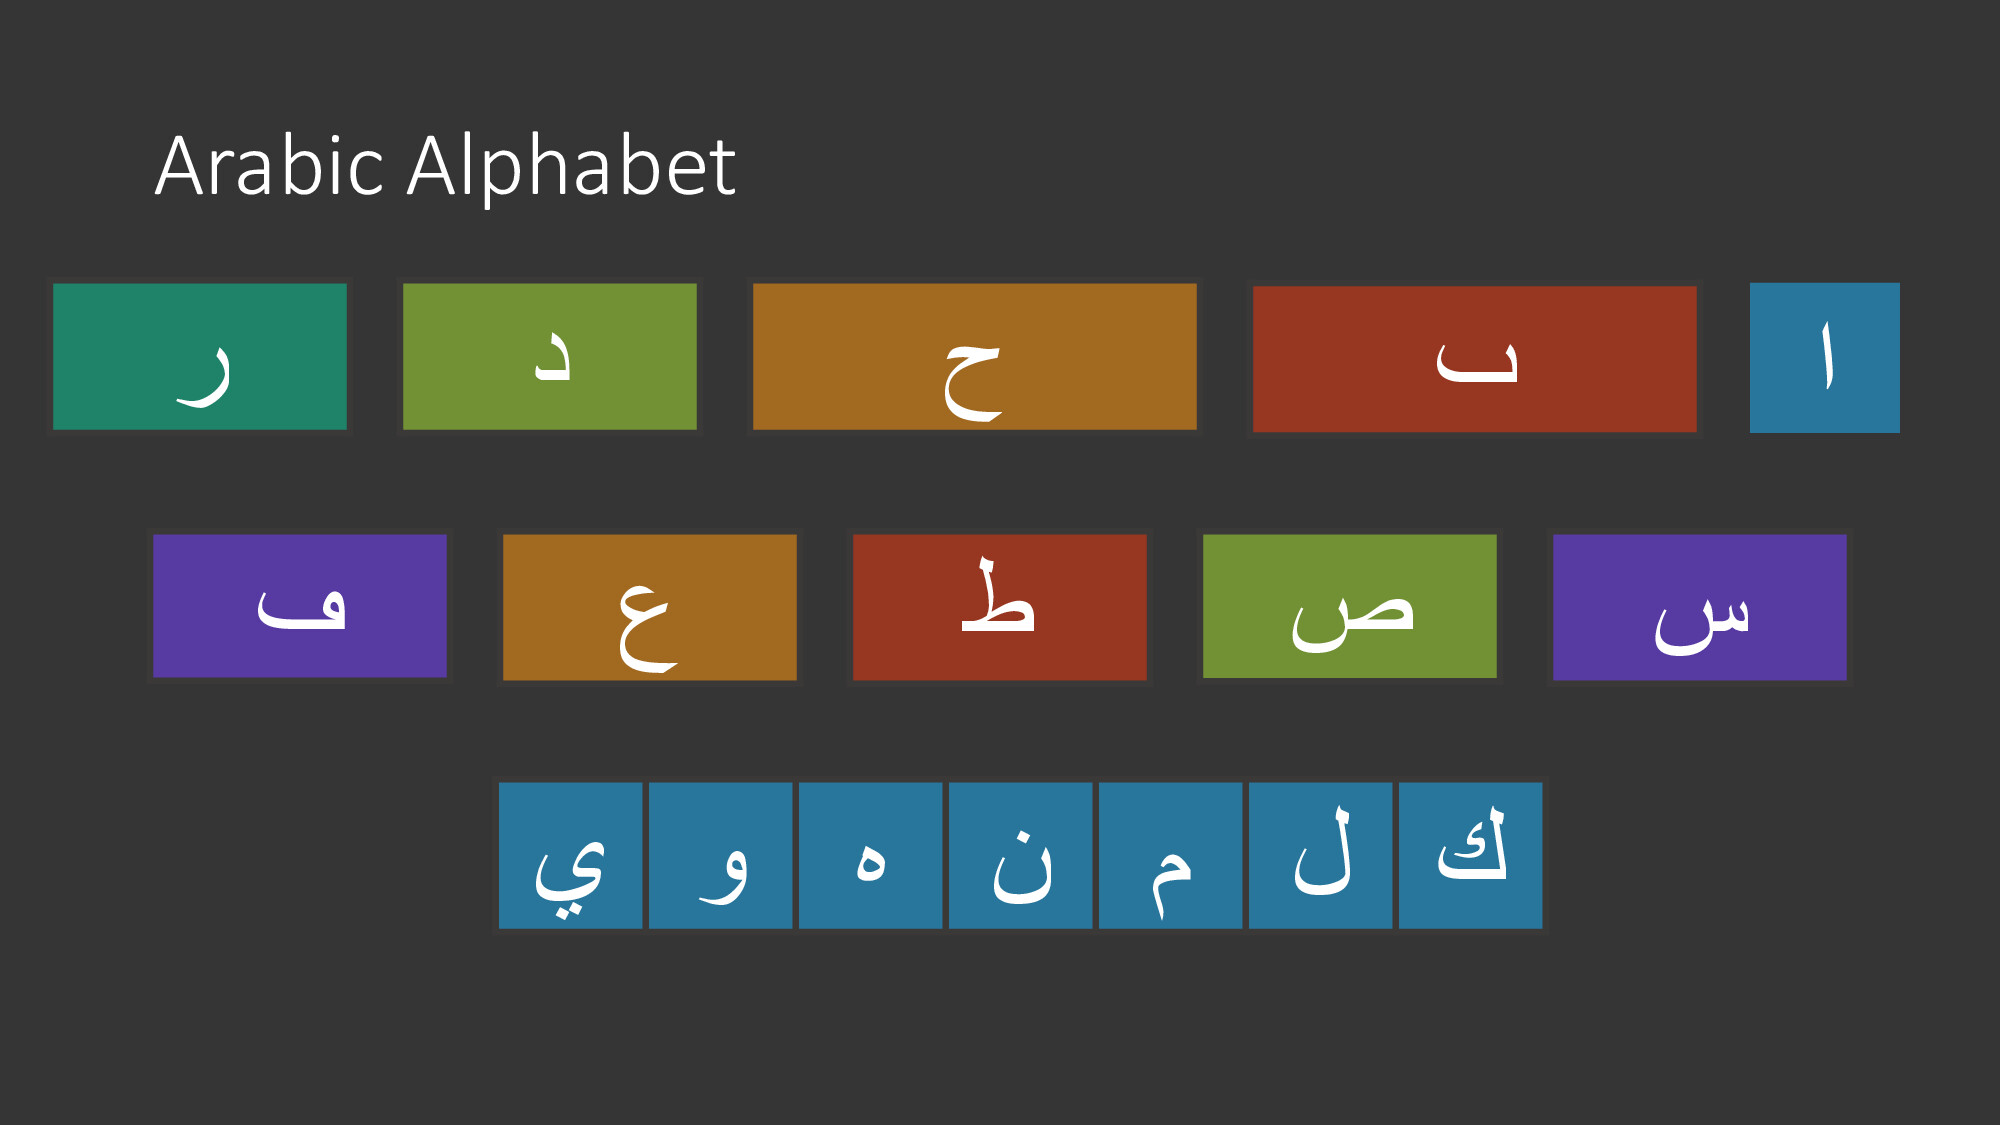 Arabic Alphabet
ا ٮ ح د ر
س ص ط ع ڡ
ك ل م ن ه و ي